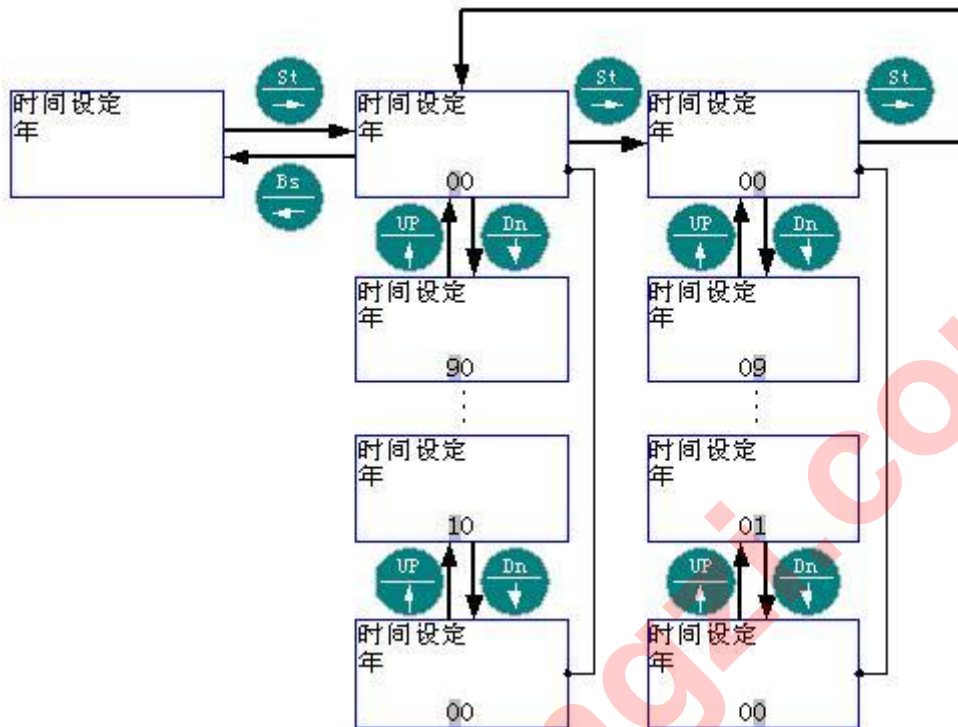 St
St
St
时间设定
年
时间设定
年
00
时间设定
年
00
Bs
UP
Dn
UP
Dn
时间设定
年
90
时间设定
年
09
时间设定
年
10
时间设定
年
01
UP
Dn
UP
Dn
时间设定
年
00
时间设定
年
00